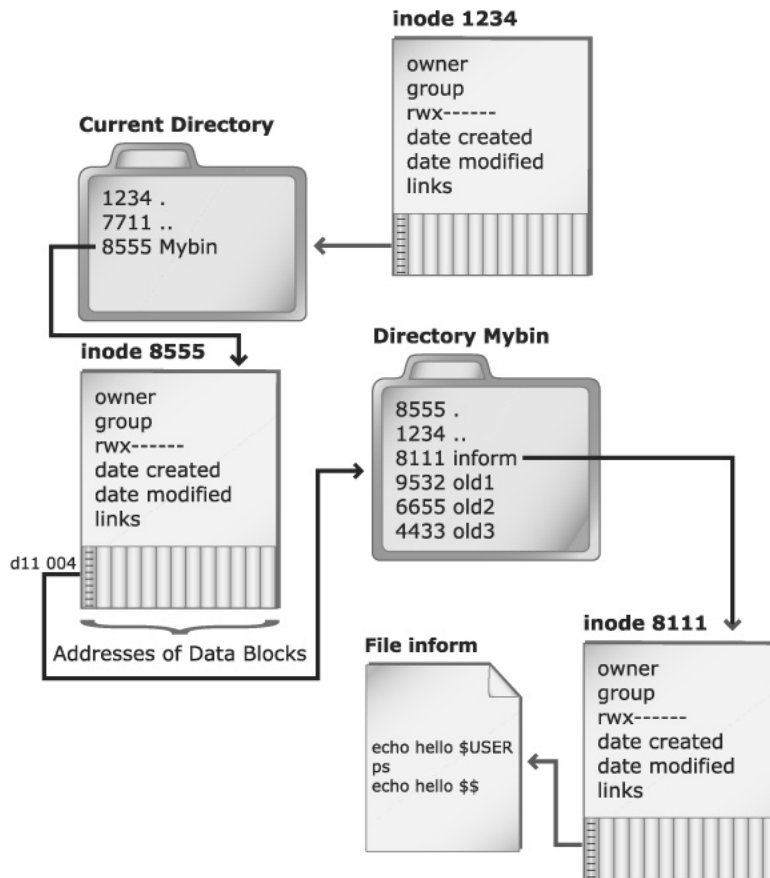 inode 1234
owner
group
rwx------
date created
date modified
links
Current Directory
1234 .
7711 ..
8555 Mybin
inode 8555
owner
group
rwx------
date created
date modified
links
d11 004
Addresses of Data Blocks
Directory Mybin
8555 .
1234 ..
8111 inform
9532 old1
6655 old2
4433 old3
File inform
echo hello $USER
ps
echo hello $$
inode 8111
owner
group
rwx------
date created
date modified
links